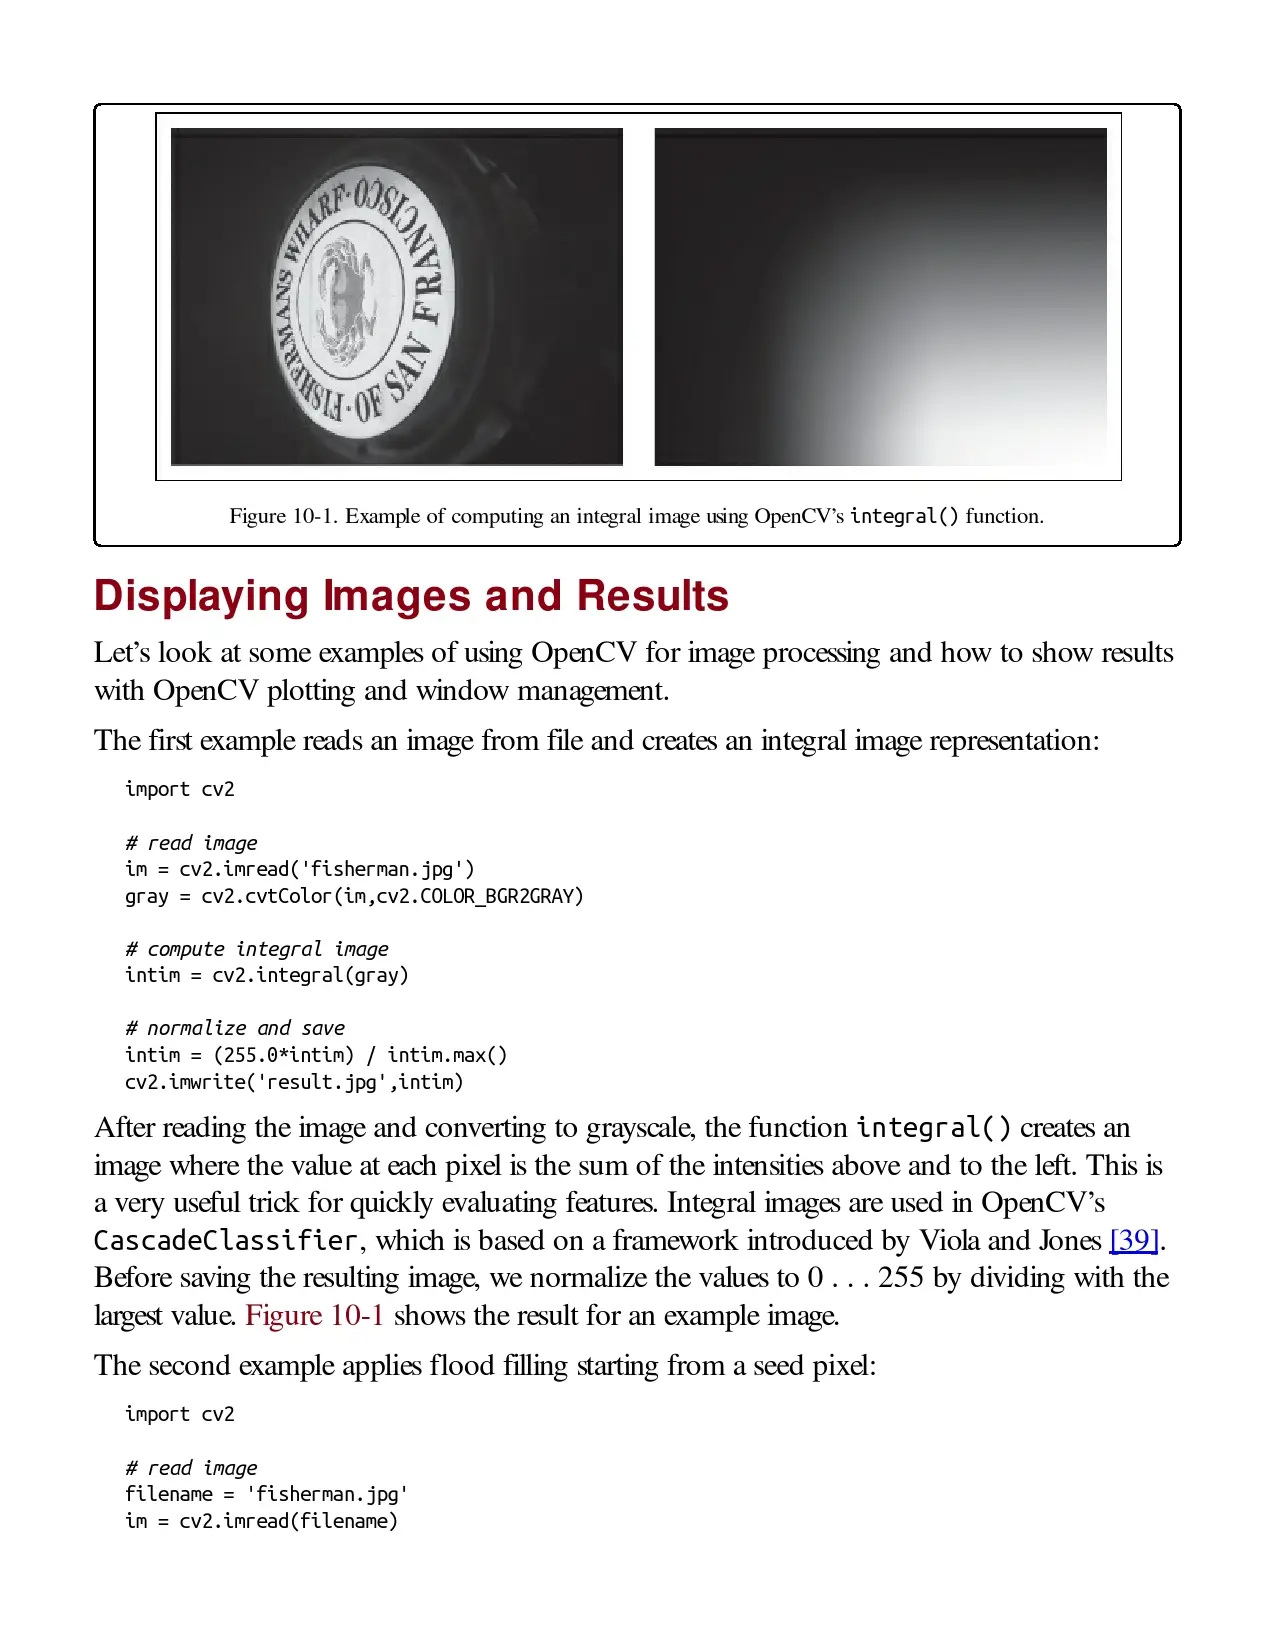 FISHERMANS WHARF · OF SAN FRANCISCO ·
Figure 10-1. Example of computing an integral image using OpenCV’s integral() function.
Displaying Images and Results
Let’s look at some examples of using OpenCV for image processing and how to show results
with OpenCV plotting and window management.
The first example reads an image from file and creates an integral image representation:
import cv2
# read image
im = cv2.imread('fisherman.jpg')
gray = cv2.cvtColor(im,cv2.COLOR_BGR2GRAY)
# compute integral image
intim = cv2.integral(gray)
# normalize and save
intim = (255.0*intim) / intim.max()
cv2.imwrite('result.jpg',intim)
After reading the image and converting to grayscale, the function integral() creates an
image where the value at each pixel is the sum of the intensities above and to the left. This is
a very useful trick for quickly evaluating features. Integral images are used in OpenCV’s
CascadeClassifier, which is based on a framework introduced by Viola and Jones [39].
Before saving the resulting image, we normalize the values to 0 . . . 255 by dividing with the
largest value. Figure 10-1 shows the result for an example image.
The second example applies flood filling starting from a seed pixel:
import cv2
# read image
filename = 'fisherman.jpg'
im = cv2.imread(filename)